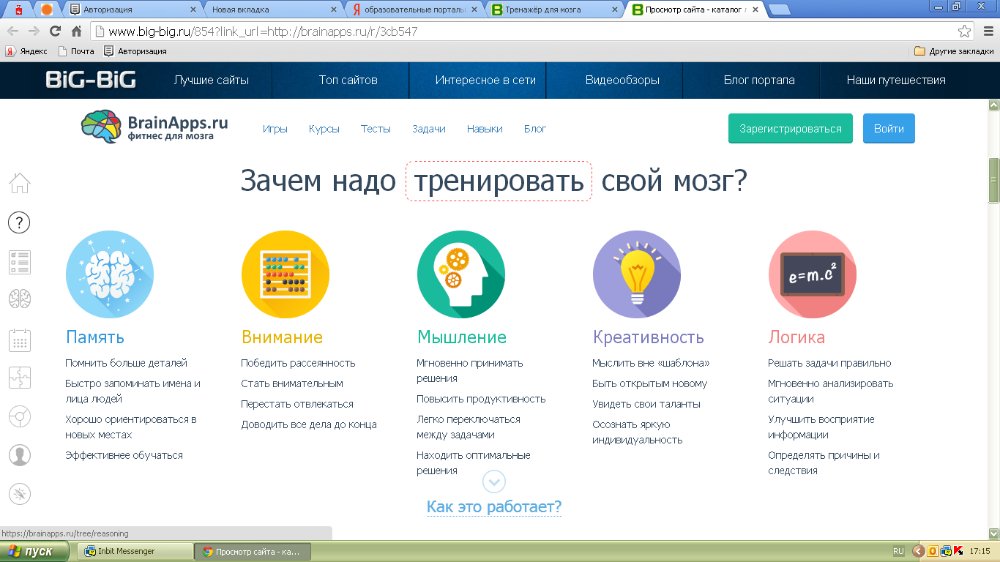 Авторизация
Новая вкладка
образовательные порталы
Тренажёр для мозга
Просмотр сайта - каталог л
www.big-big.ru/854?link_url=http://brainapps.ru/r/3cb547
Яндекс
Почта
Авторизация
Другие закладки
BiG-BiG
Лучшие сайты
Топ сайтов
Интересное в сети
Видеообзоры
Блог портала
Наши путешествия
BrainApps.ru
фитнес для мозга
Игры
Курсы
Тесты
Задачи
Навыки
Блог
Зарегистрироваться
Войти
Зачем надо тренировать свой мозг?
e=m.c²
Память
Помнить больше деталей
Быстро запоминать имена и
лица людей
Хорошо ориентироваться в
новых местах
Эффективнее обучаться
Внимание
Победить рассеянность
Стать внимательным
Перестать отвлекаться
Доводить все дела до конца
Мышление
Мгновенно принимать
решения
Повысить продуктивность
Легко переключаться
между задачами
Находить оптимальные
решения
Креативность
Мыслить вне «шаблона»
Быть открытым новому
Увидеть свои таланты
Осознать яркую
индивидуальность
Логика
Решать задачи правильно
Мгновенно анализировать
ситуации
Улучшить восприятие
информации
Определять причины и
следствия
Как это работает?
https://brainapps.ru/tree/reasoning
пуск
Inbit Messenger
Просмотр сайта - ка...
RU
17:15